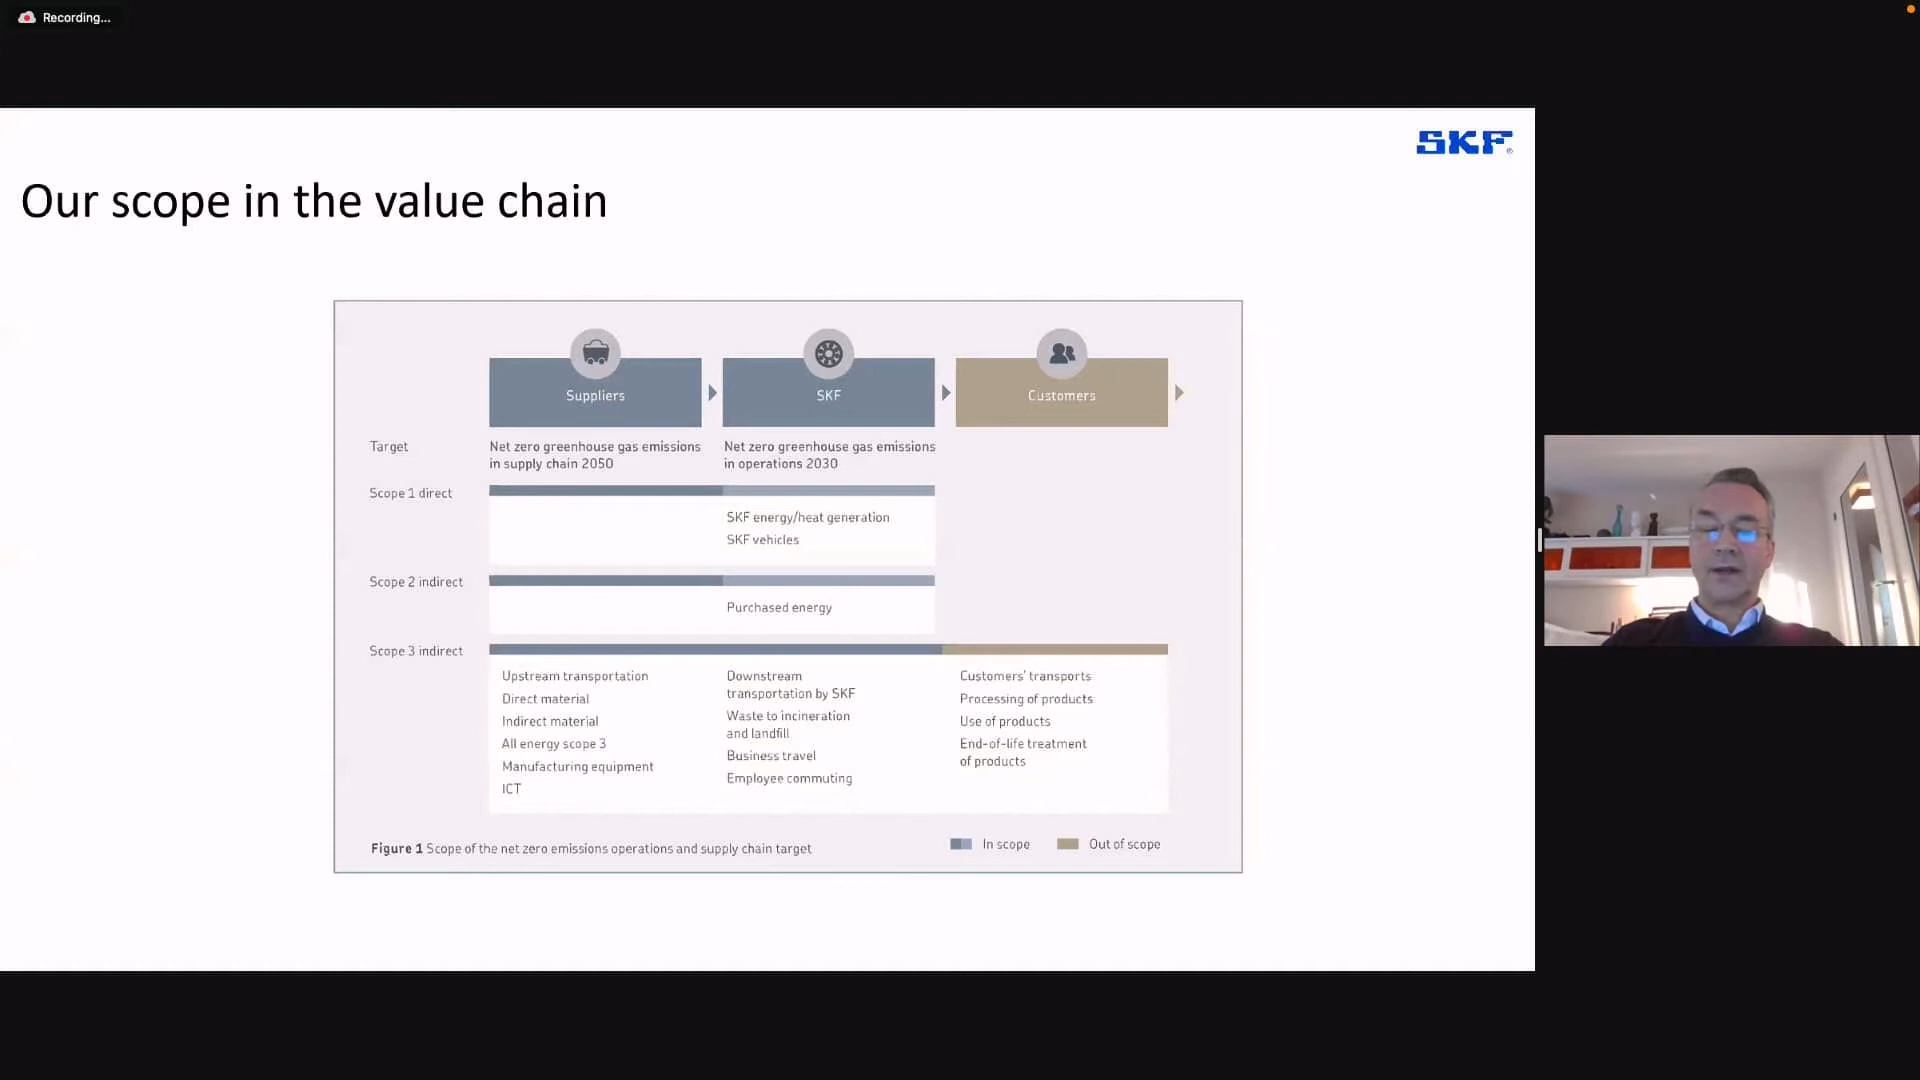 Recording...
SKF
Our scope in the value chain
Suppliers
SKF
Customers
Target
Net zero greenhouse gas emissions
in supply chain 2050
Net zero greenhouse gas emissions
in operations 2030
Scope 1 direct
SKF energy/heat generation
SKF vehicles
Scope 2 indirect
Purchased energy
Scope 3 indirect
Upstream transportation
Direct material
Indirect material
All energy scope 3
Manufacturing equipment
ICT
Downstream
transportation by SKF
Waste to incineration
and landfill
Business travel
Employee commuting
Customers' transports
Processing of products
Use of products
End-of-life treatment
of products
Figure 1 Scope of the net zero emissions operations and supply chain target
In scope
Out of scope